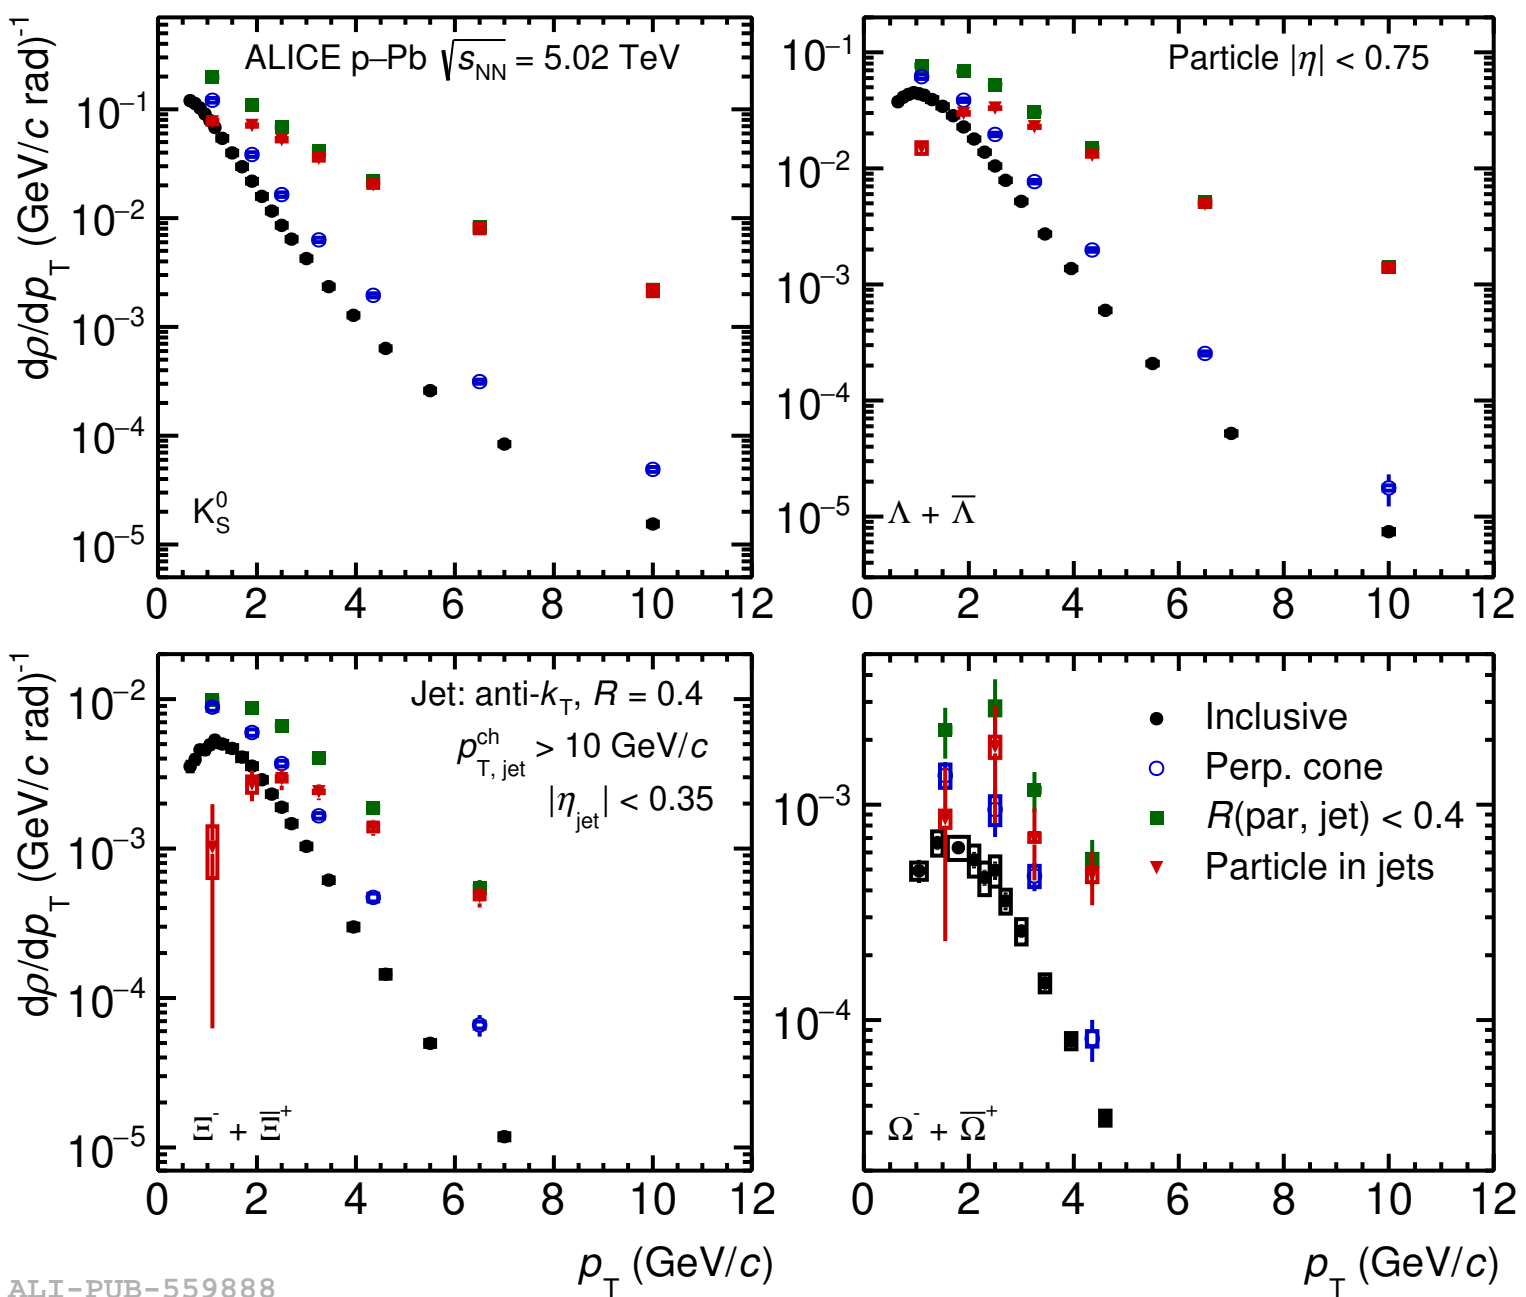 ALICE p–Pb √sNN = 5.02 TeV
Particle |η| < 0.75
dρ/dpT (GeV/c rad)-1
10−1
10−2
10−3
10−4
10−5
K0S
0 2 4 6 8 10 12
10−1
10−2
10−3
10−4
10−5
Λ + Λ̅
0 2 4 6 8 10 12
dρ/dpT (GeV/c rad)-1
10−2
10−3
10−4
10−5
Jet: anti-kT, R = 0.4
pchT, jet > 10 GeV/c
|ηjet| < 0.35
Ξ- + Ξ̅+
0 2 4 6 8 10 12
pT (GeV/c)
10−3
10−4
Inclusive
Perp. cone
R(par, jet) < 0.4
Particle in jets
Ω- + Ω̅+
0 2 4 6 8 10 12
pT (GeV/c)
ALI-PUB-559888